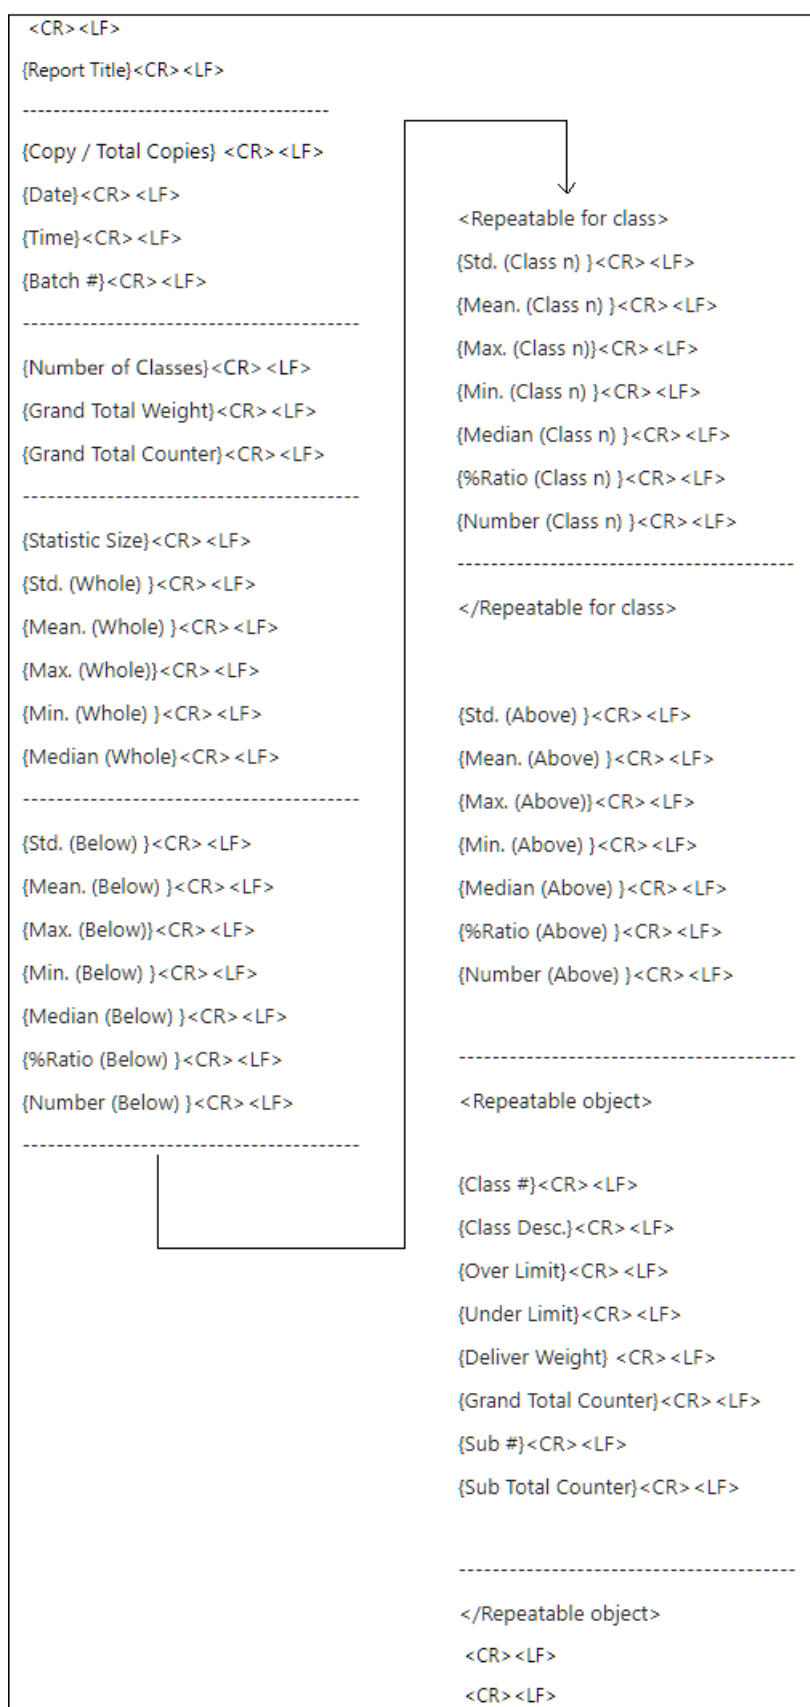 <CR><LF>
{Report Title}<CR><LF>
----------------------------------------
{Copy / Total Copies} <CR><LF>
{Date}<CR><LF>
{Time}<CR><LF>
{Batch #}<CR><LF>
----------------------------------------
{Number of Classes}<CR><LF>
{Grand Total Weight}<CR><LF>
{Grand Total Counter}<CR><LF>
----------------------------------------
{Statistic Size}<CR><LF>
{Std. (Whole) }<CR><LF>
{Mean. (Whole) }<CR><LF>
{Max. (Whole)}<CR><LF>
{Min. (Whole) }<CR><LF>
{Median (Whole}<CR><LF>
----------------------------------------
{Std. (Below) }<CR><LF>
{Mean. (Below) }<CR><LF>
{Max. (Below)}<CR><LF>
{Min. (Below) }<CR><LF>
{Median (Below) }<CR><LF>
{%Ratio (Below) }<CR><LF>
{Number (Below) }<CR><LF>
----------------------------------------
<Repeatable for class>
{Std. (Class n) }<CR><LF>
{Mean. (Class n) }<CR><LF>
{Max. (Class n)}<CR><LF>
{Min. (Class n) }<CR><LF>
{Median (Class n) }<CR><LF>
{%Ratio (Class n) }<CR><LF>
{Number (Class n) }<CR><LF>
----------------------------------------
</Repeatable for class>
{Std. (Above) }<CR><LF>
{Mean. (Above) }<CR><LF>
{Max. (Above)}<CR><LF>
{Min. (Above) }<CR><LF>
{Median (Above) }<CR><LF>
{%Ratio (Above) }<CR><LF>
{Number (Above) }<CR><LF>
----------------------------------------
<Repeatable object>
{Class #}<CR><LF>
{Class Desc.}<CR><LF>
{Over Limit}<CR><LF>
{Under Limit}<CR><LF>
{Deliver Weight} <CR><LF>
{Grand Total Counter}<CR><LF>
{Sub #}<CR><LF>
{Sub Total Counter}<CR><LF>
----------------------------------------
</Repeatable object>
<CR><LF>
<CR><LF>